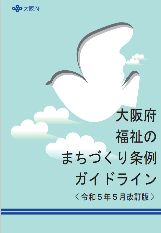 大阪府
大阪府
福祉の
まちづくり条例
ガイドライン
〈令和5年5月改訂版〉